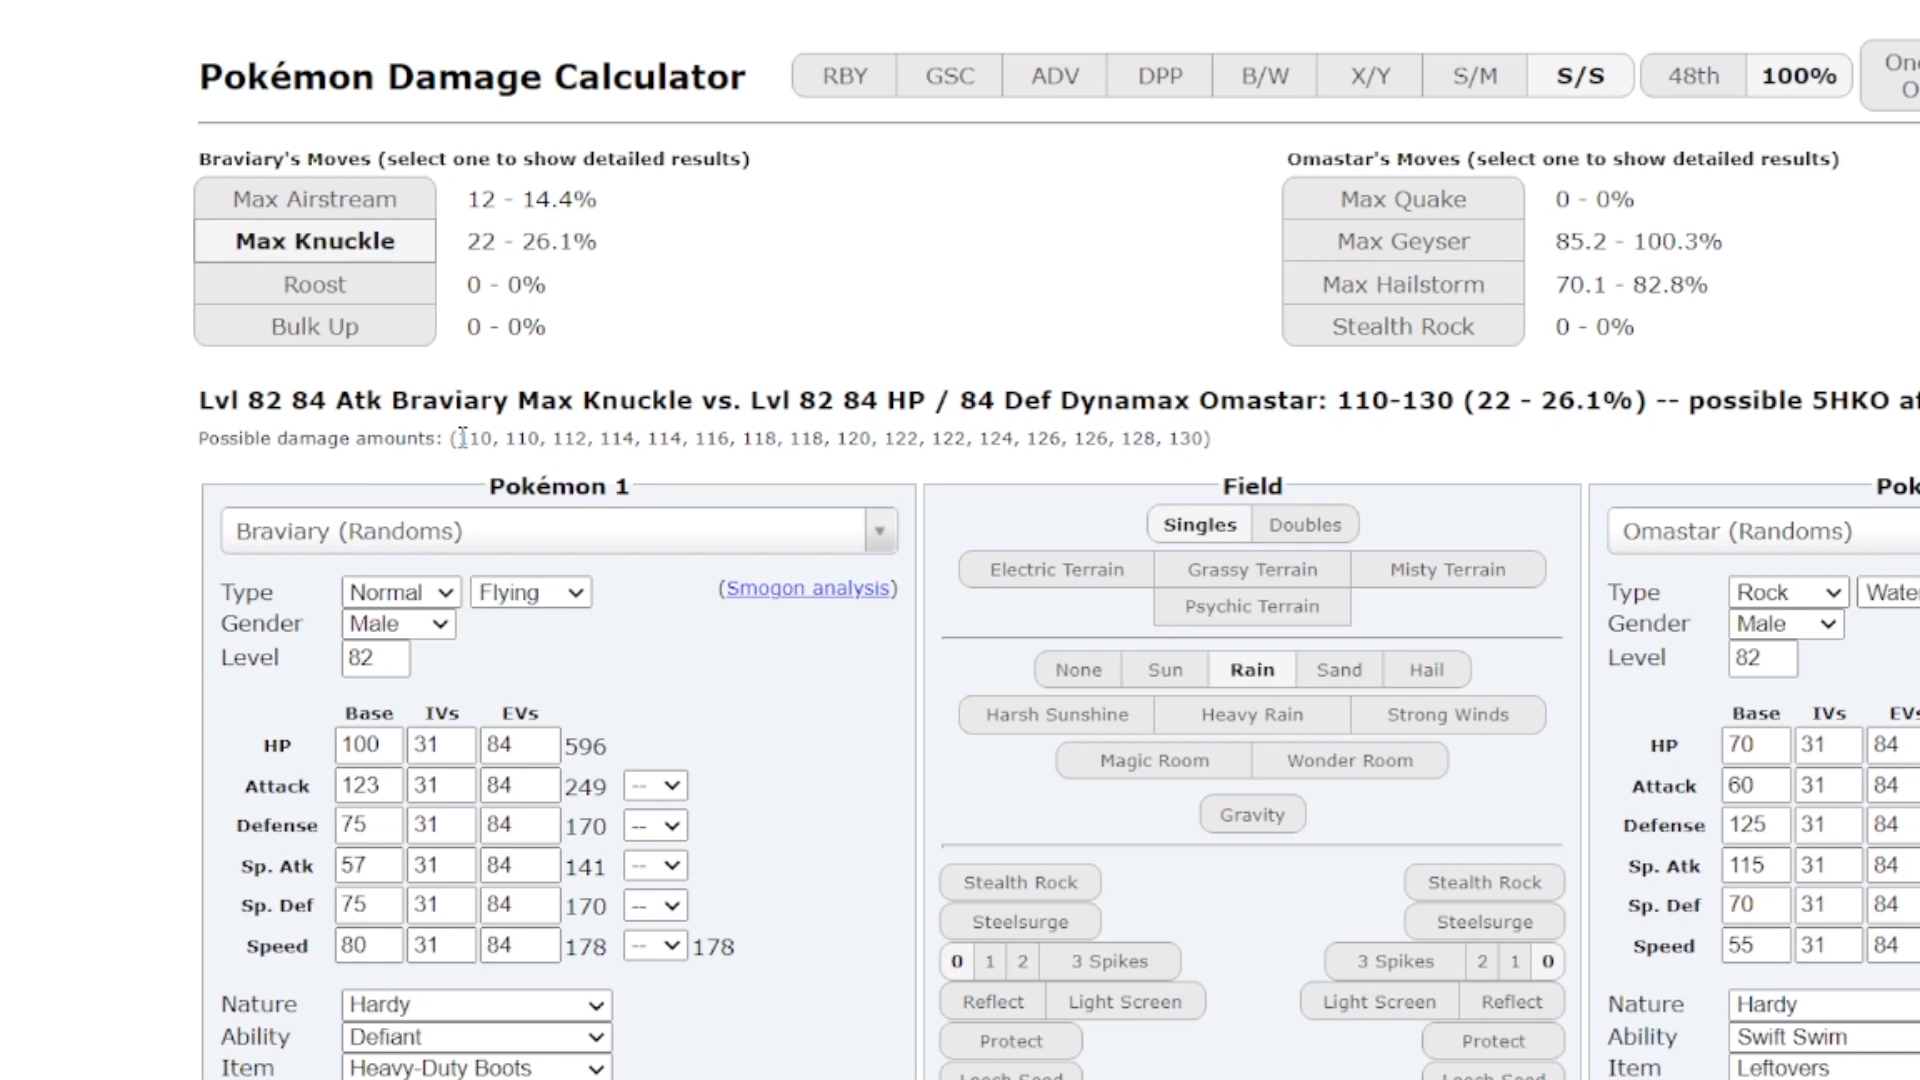 Pokémon Damage Calculator RBY GSC ADV DPP B/W X/Y S/M S/S 48th 100%
Braviary's Moves (select one to show detailed results) Omastar's Moves (select one to show detailed results)
Max Airstream 12 - 14.4% Max Quake 0 - 0%
Max Knuckle 22 - 26.1% Max Geyser 85.2 - 100.3%
Roost 0 - 0% Max Hailstorm 70.1 - 82.8%
Bulk Up 0 - 0% Stealth Rock 0 - 0%
Lvl 82 84 Atk Braviary Max Knuckle vs. Lvl 82 84 HP / 84 Def Dynamax Omastar: 110-130 (22 - 26.1%) -- possible 5HKO af
Possible damage amounts: (110, 110, 112, 114, 114, 116, 118, 118, 120, 122, 122, 124, 126, 126, 128, 130)
Pokémon 1 Field Pok
Braviary (Randoms) Singles Doubles Omastar (Randoms)
Electric Terrain Grassy Terrain Misty Terrain
Type Normal Flying (Smogon analysis) Psychic Terrain Type Rock Wate
Gender Male Gender Male
Level 82 None Sun Rain Sand Hail Level 82
Base IVs EVs Harsh Sunshine Heavy Rain Strong Winds Base IVs EVs
HP 100 31 84 596 Magic Room Wonder Room HP 70 31 84
Attack 123 31 84 249 -- Attack 60 31 84
Defense 75 31 84 170 -- Gravity Defense 125 31 84
Sp. Atk 57 31 84 141 -- Stealth Rock Stealth Rock Sp. Atk 115 31 84
Sp. Def 75 31 84 170 -- Steelsurge Steelsurge Sp. Def 70 31 84
Speed 80 31 84 178 -- 178 0 1 2 3 Spikes 3 Spikes 2 1 0 Speed 55 31 84
Nature Hardy Reflect Light Screen Light Screen Reflect Nature Hardy
Ability Defiant Protect Protect Ability Swift Swim
Item Heavy-Duty Boots Leech Seed Leech Seed Item Leftovers